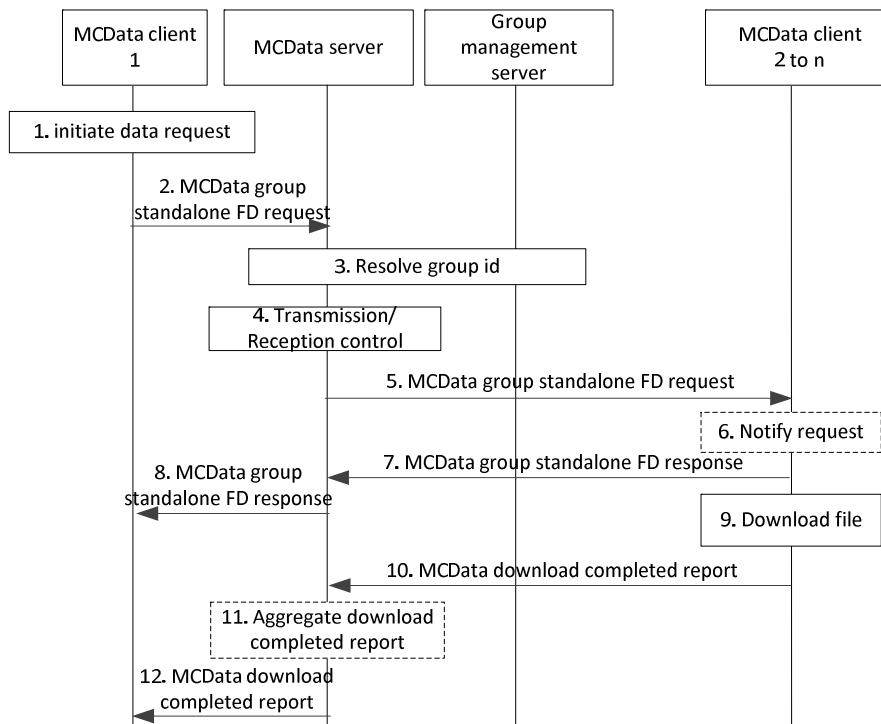 MCData client
1
MCData server
Group
management
server
MCData client
2 to n
1. initiate data request
2. MCData group
standalone FD request
3. Resolve group id
4. Transmission/
Reception control
5. MCData group standalone FD request
6. Notify request
7. MCData group standalone FD response
8. MCData group
standalone FD response
9. Download file
10. MCData download completed report
11. Aggregate download
completed report
12. MCData download
completed report